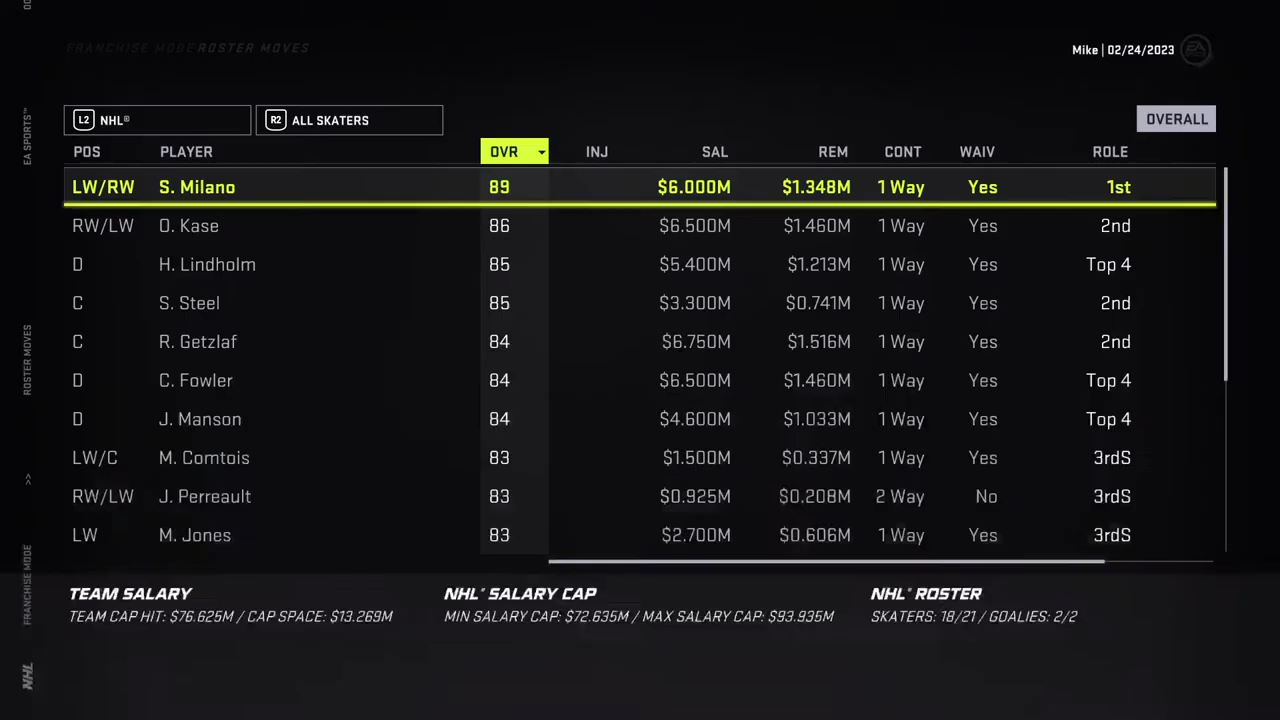 FRANCHISE MODE ROSTER MOVES
Mike | 02/24/2023
EA
L2 NHL® R2 ALL SKATERS OVERALL
POS PLAYER OVR INJ SAL REM CONT WAIV ROLE
LW/RW S. Milano 89 $6.000M $1.348M 1 Way Yes 1st
RW/LW O. Kase 86 $6.500M $1.460M 1 Way Yes 2nd
D H. Lindholm 85 $5.400M $1.213M 1 Way Yes Top 4
C S. Steel 85 $3.300M $0.741M 1 Way Yes 2nd
C R. Getzlaf 84 $6.750M $1.516M 1 Way Yes 2nd
D C. Fowler 84 $6.500M $1.460M 1 Way Yes Top 4
D J. Manson 84 $4.600M $1.033M 1 Way Yes Top 4
LW/C M. Comtois 83 $1.500M $0.337M 1 Way Yes 3rdS
RW/LW J. Perreault 83 $0.925M $0.208M 2 Way No 3rdS
LW M. Jones 83 $2.700M $0.606M 1 Way Yes 3rdS
TEAM SALARY
TEAM CAP HIT: $76.625M / CAP SPACE: $13.269M
NHL® SALARY CAP
MIN SALARY CAP: $72.635M / MAX SALARY CAP: $93.935M
NHL® ROSTER
SKATERS: 18/21 / GOALIES: 2/2
NHL
FRANCHISE MODE
>>
ROSTER MOVES
EA SPORTS™